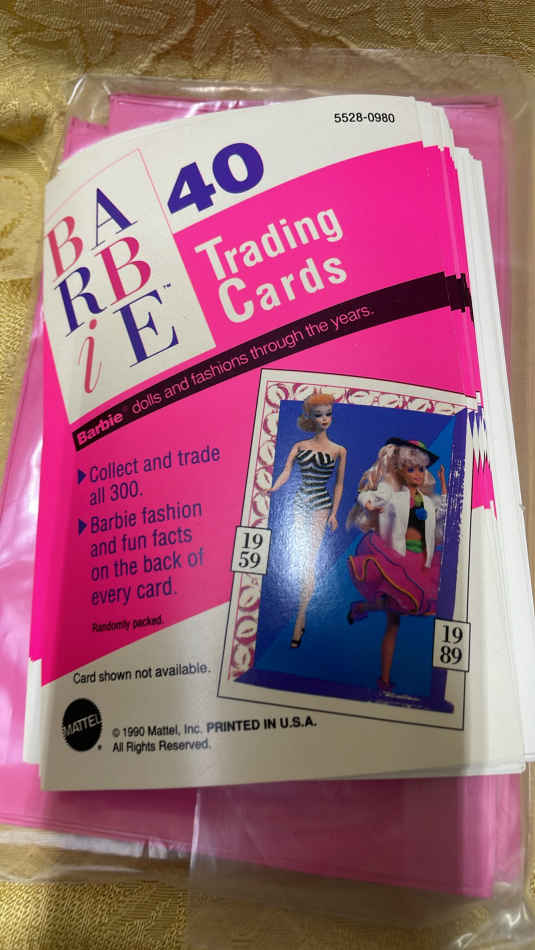 5528-0980
40
BARBiE™
Trading
Cards
Barbie® dolls and fashions through the years.
Collect and trade
all 300.
Barbie fashion
and fun facts
on the back of
every card.
Randomly packed.
19
59
19
89
Card shown not available.
MATTEL®
© 1990 Mattel, Inc. PRINTED IN U.S.A.
All Rights Reserved.